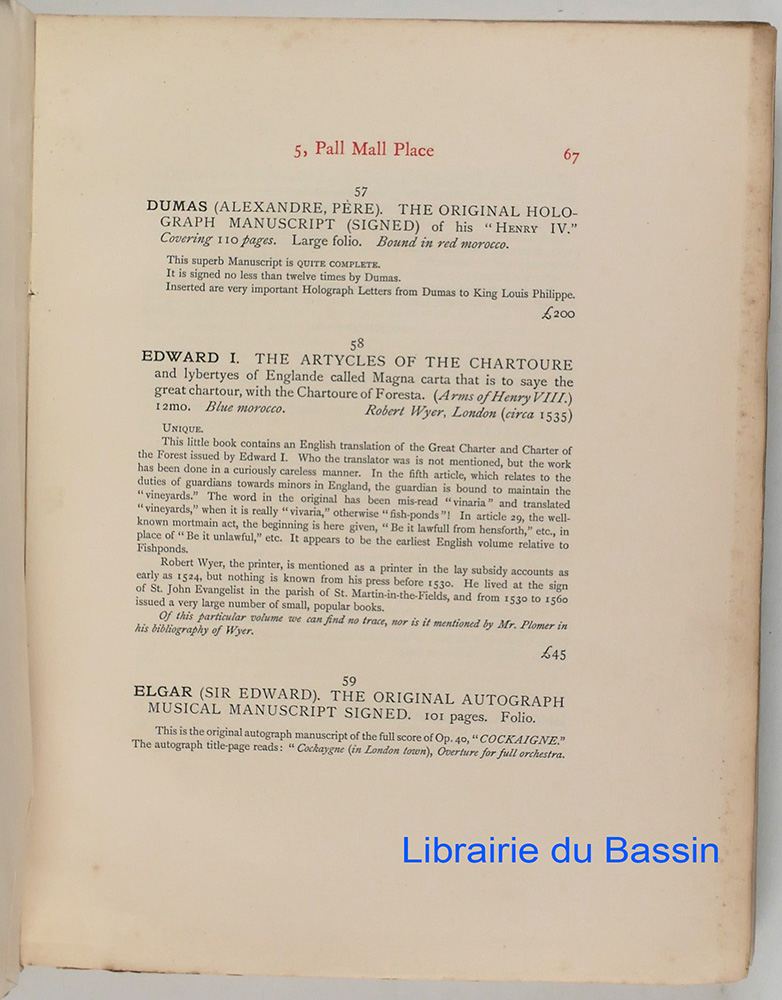 5, Pall Mall Place 67
57
DUMAS (ALEXANDRE, PÈRE). THE ORIGINAL HOLO-
GRAPH MANUSCRIPT (SIGNED) of his "HENRY IV."
Covering 110 pages. Large folio. Bound in red morocco.
This superb Manuscript is QUITE COMPLETE.
It is signed no less than twelve times by Dumas.
Inserted are very important Holograph Letters from Dumas to King Louis Philippe.
£200
58
EDWARD I. THE ARTYCLES OF THE CHARTOURE
and lybertyes of Englande called Magna carta that is to saye the
great chartour, with the Chartoure of Foresta. (Arms of Henry VIII.)
12mo. Blue morocco. Robert Wyer, London (circa 1535)
UNIQUE.
This little book contains an English translation of the Great Charter and Charter of
the Forest issued by Edward I. Who the translator was is not mentioned, but the work
has been done in a curiously careless manner. In the fifth article, which relates to the
duties of guardians towards minors in England, the guardian is bound to maintain the
"vineyards." The word in the original has been mis-read "vinaria" and translated
"vineyards," when it is really "vivaria," otherwise "fish-ponds"! In article 29, the well-
known mortmain act, the beginning is here given, "Be it lawfull from hensforth," etc., in
place of "Be it unlawful," etc. It appears to be the earliest English volume relative to
Fishponds.
Robert Wyer, the printer, is mentioned as a printer in the lay subsidy accounts as
early as 1524, but nothing is known from his press before 1530. He lived at the sign
of St. John Evangelist in the parish of St. Martin-in-the-Fields, and from 1530 to 1560
issued a very large number of small, popular books.
Of this particular volume we can find no trace, nor is it mentioned by Mr. Plomer in
his bibliography of Wyer.
£45
59
ELGAR (SIR EDWARD). THE ORIGINAL AUTOGRAPH
MUSICAL MANUSCRIPT SIGNED. 101 pages. Folio.
This is the original autograph manuscript of the full score of Op. 40, "COCKAIGNE."
The autograph title-page reads: "Cockaygne (in London town), Overture for full orchestra.
Librairie du Bassin